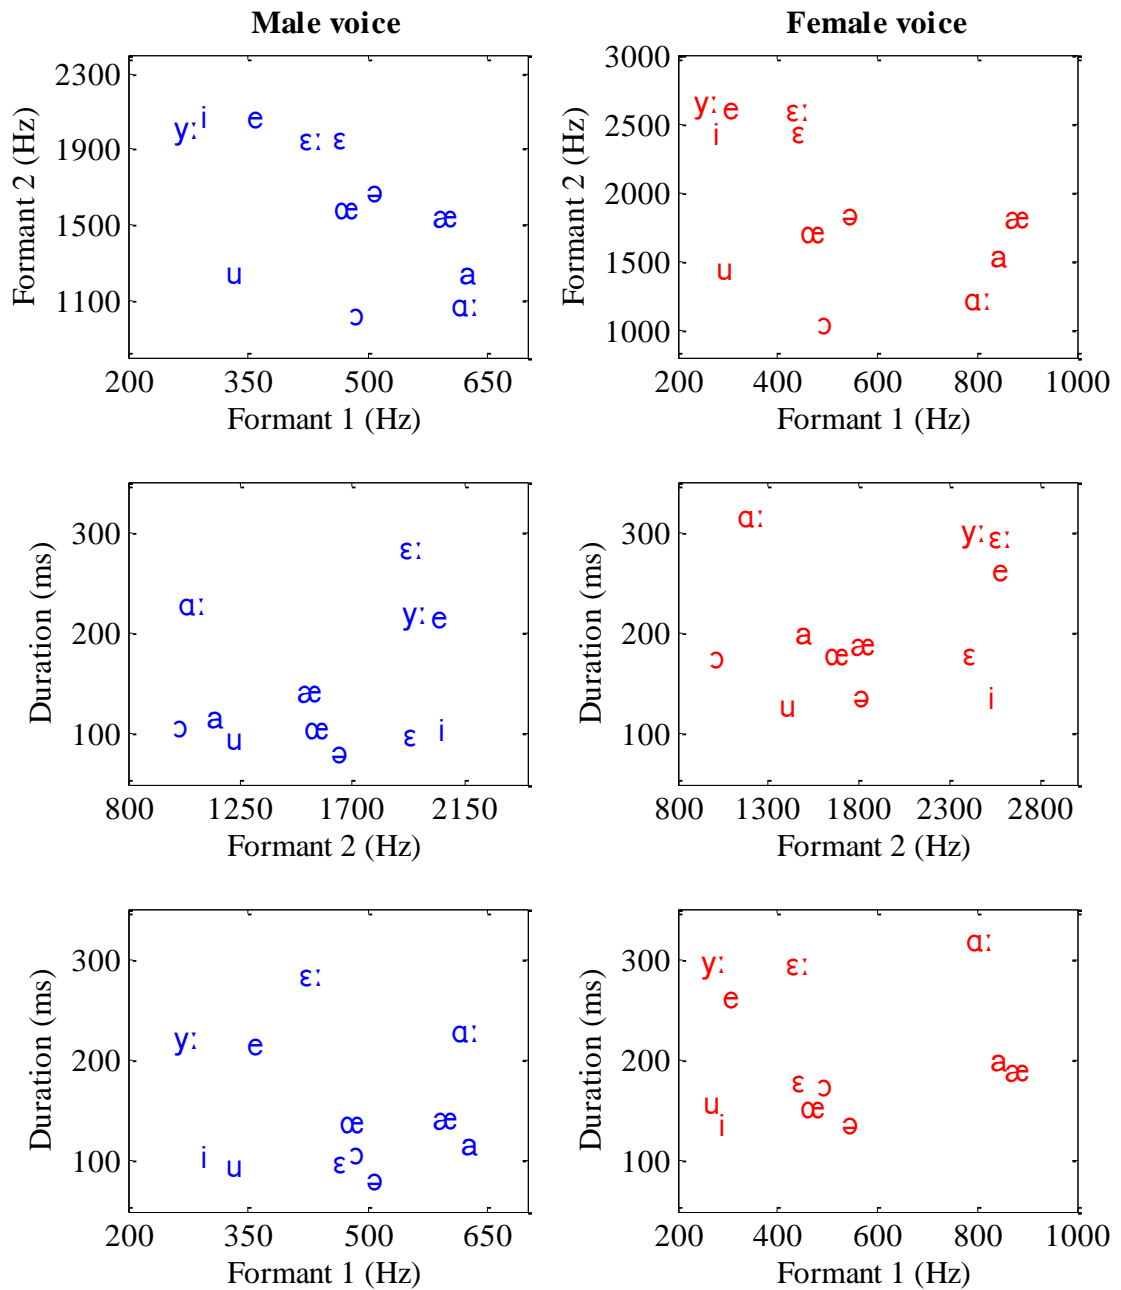 Male voice
Female voice
Formant 2 (Hz)
2300
1900
1500
1100
yː i e ɛː ɛ
œ ə æ
u a
ɔ ɑː
200 350 500 650
Formant 1 (Hz)
Formant 2 (Hz)
3000
2500
2000
1500
1000
yː e ɛː
i ɛ
œ ə æ
u a
ɔ ɑː
200 400 600 800 1000
Formant 1 (Hz)
Duration (ms)
300
200
100
ɛː
ɑː yː e
æ
ɔ a u œ ə ɛ i
800 1250 1700 2150
Formant 2 (Hz)
Duration (ms)
300
200
100
ɑː yː ɛː
e
ɔ a œ æ ɛ
u ə i
800 1300 1800 2300 2800
Formant 2 (Hz)
Duration (ms)
300
200
100
ɛː
yː e ɑː
œ æ
i u ɛ ɔ ə a
200 350 500 650
Formant 1 (Hz)
Duration (ms)
300
200
100
yː ɛː ɑː
e
ɛ ɔ a æ
u i œ ə
200 400 600 800 1000
Formant 1 (Hz)